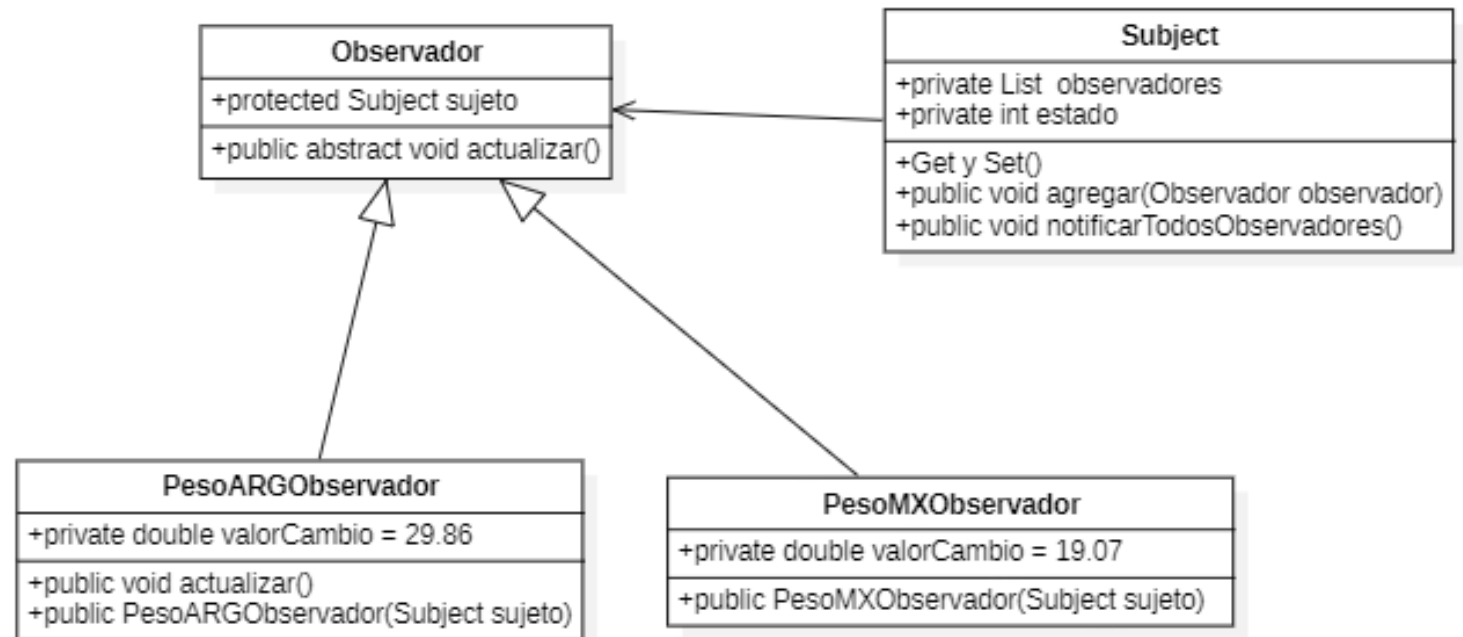 Observador
+protected Subject sujeto
+public abstract void actualizar()
Subject
+private List observadores
+private int estado
+Get y Set()
+public void agregar(Observador observador)
+public void notificarTodosObservadores()
PesoARGObservador
+private double valorCambio = 29.86
+public void actualizar()
+public PesoARGObservador(Subject sujeto)
PesoMXObservador
+private double valorCambio = 19.07
+public PesoMXObservador(Subject sujeto)